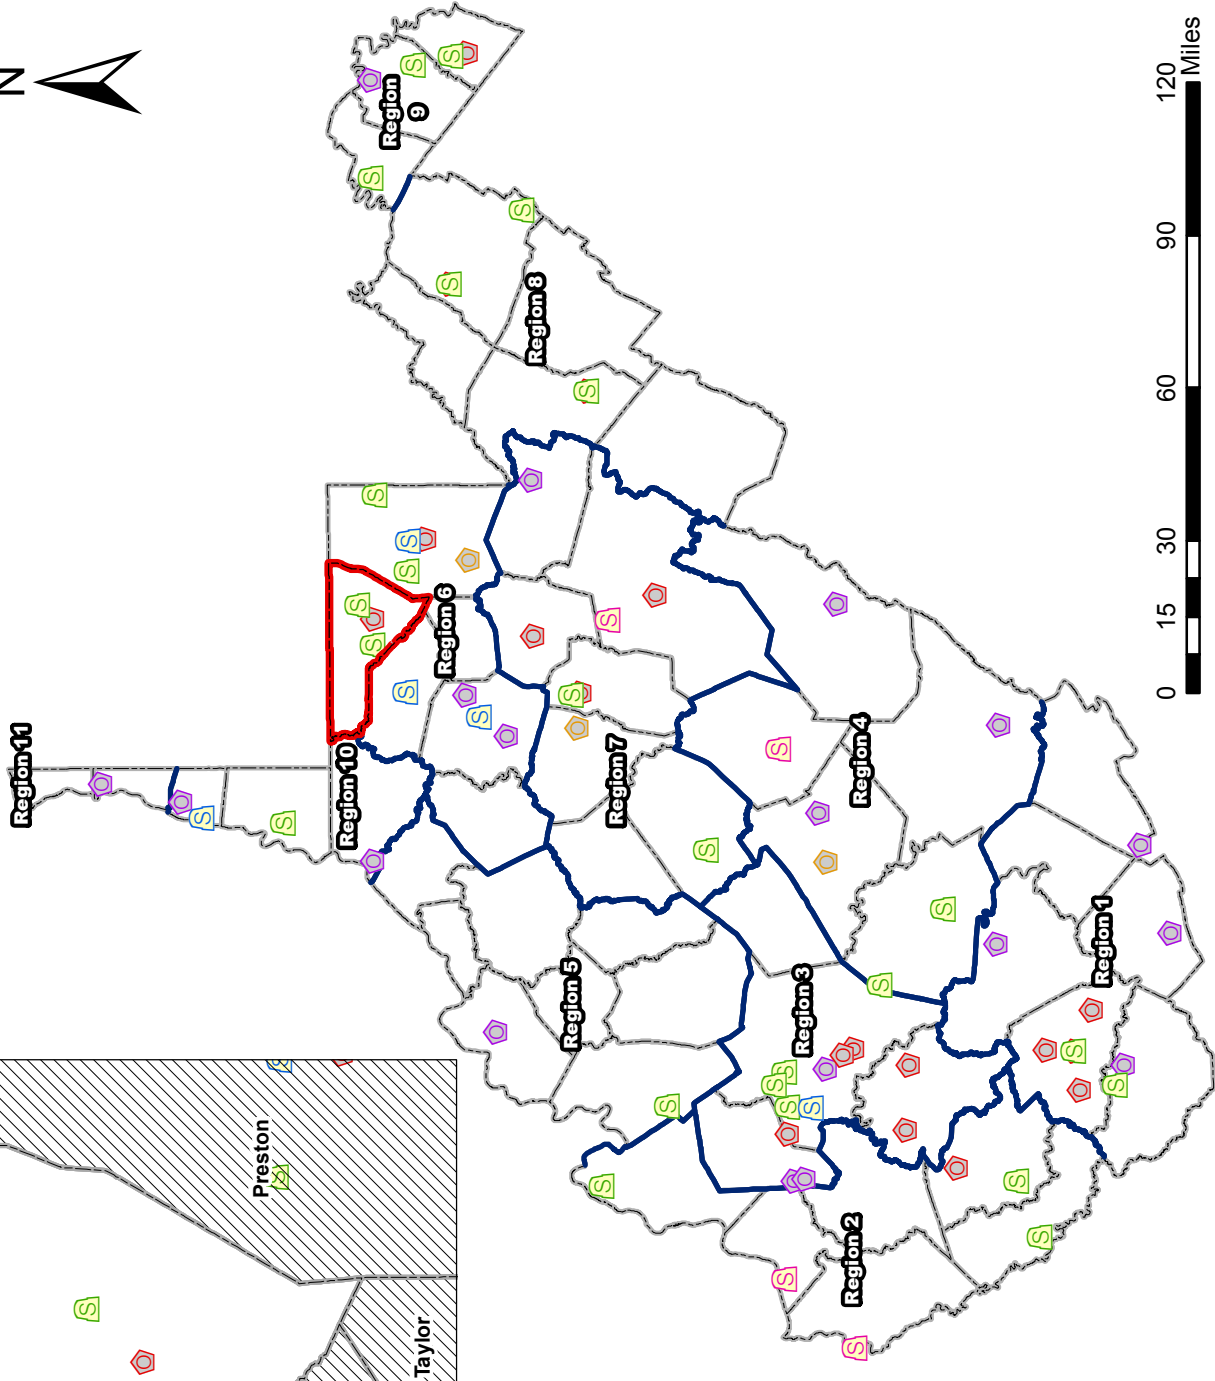 N
Region 11
Region 10
Region
9
Region 8
Region 6
Region 7
Region 5
Region 4
Region 3
Region 2
Region 1
Preston
Taylor
0
15
30
60
90
120
Miles